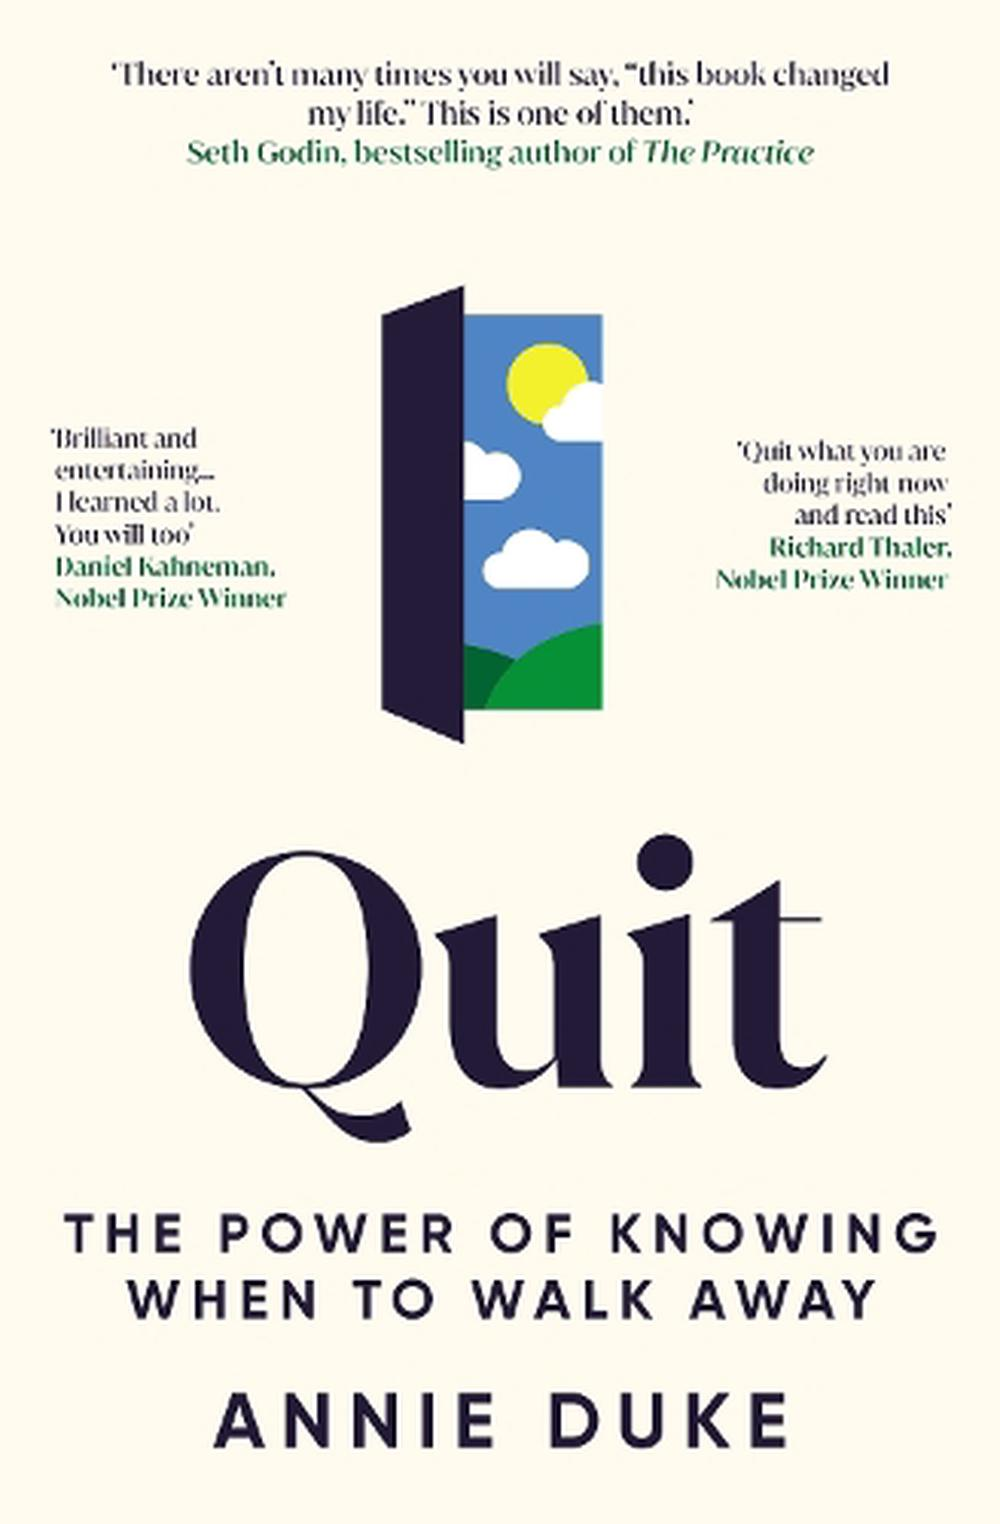 ‘There aren’t many times you will say, “this book changed
my life.” This is one of them.’
Seth Godin, bestselling author of The Practice
‘Brilliant and
entertaining...
I learned a lot.
You will too’
Daniel Kahneman,
Nobel Prize Winner
‘Quit what you are
doing right now
and read this’
Richard Thaler,
Nobel Prize Winner
Quit
THE POWER OF KNOWING
WHEN TO WALK AWAY
ANNIE DUKE